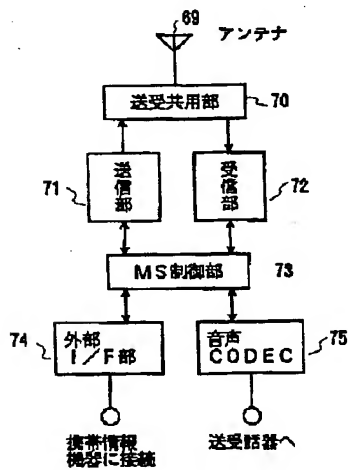 69
アンテナ
送受共用部
70
71
送信部
受信部
72
MS制御部
73
74
外部
I/F部
音声
CODEC
75
携帯情報
機器に接続
送受話器へ